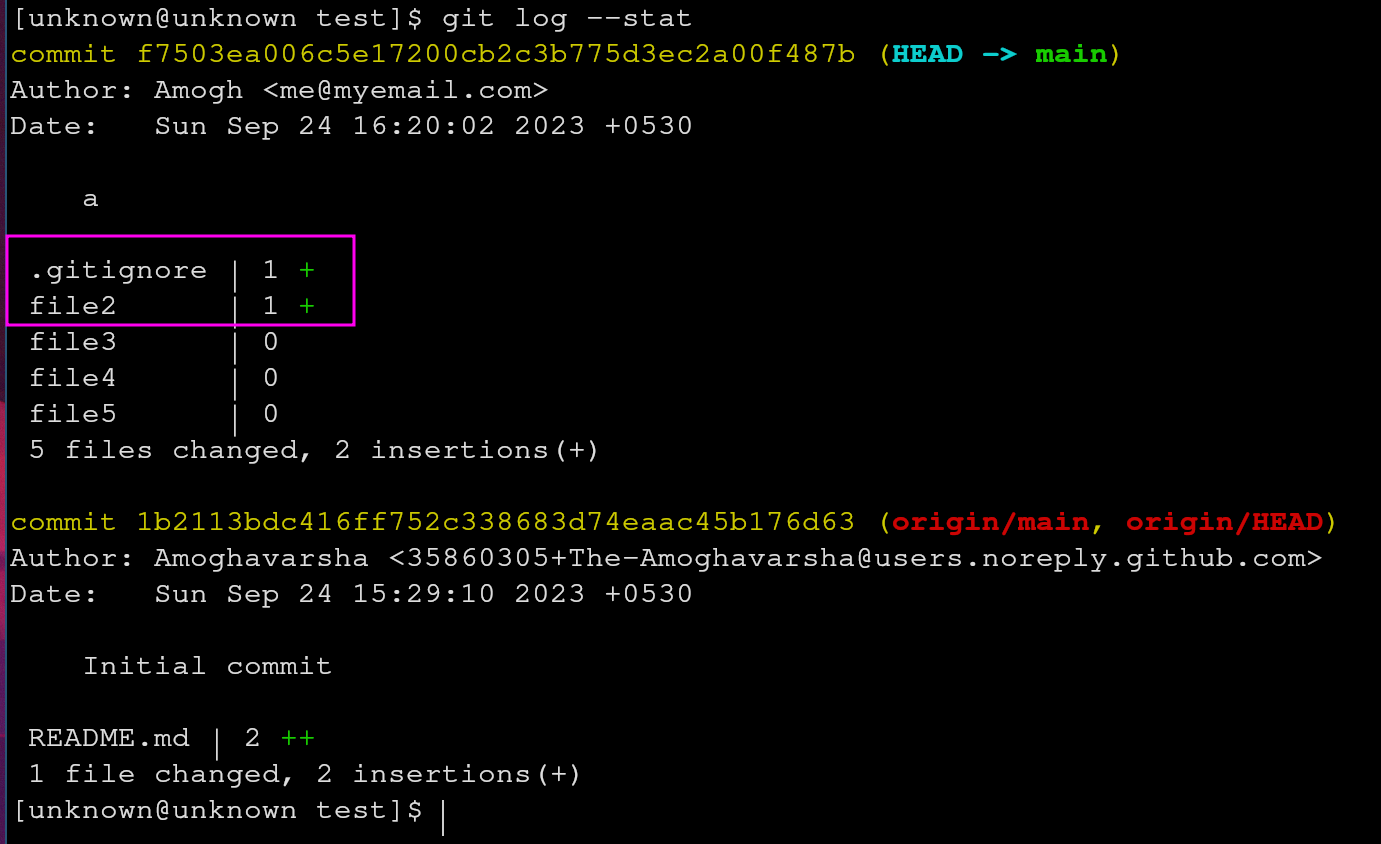 [unknown@unknown test]$ git log --stat
commit f7503ea006c5e17200cb2c3b775d3ec2a00f487b (HEAD -> main)
Author: Amogh <me@myemail.com>
Date:   Sun Sep 24 16:20:02 2023 +0530
a
.gitignore | 1 +
file2      | 1 +
file3      | 0
file4      | 0
file5      | 0
5 files changed, 2 insertions(+)
commit 1b2113bdc416ff752c338683d74eaac45b176d63 (origin/main, origin/HEAD)
Author: Amoghavarsha <35860305+The-Amoghavarsha@users.noreply.github.com>
Date:   Sun Sep 24 15:29:10 2023 +0530
Initial commit
README.md | 2 ++
1 file changed, 2 insertions(+)
[unknown@unknown test]$